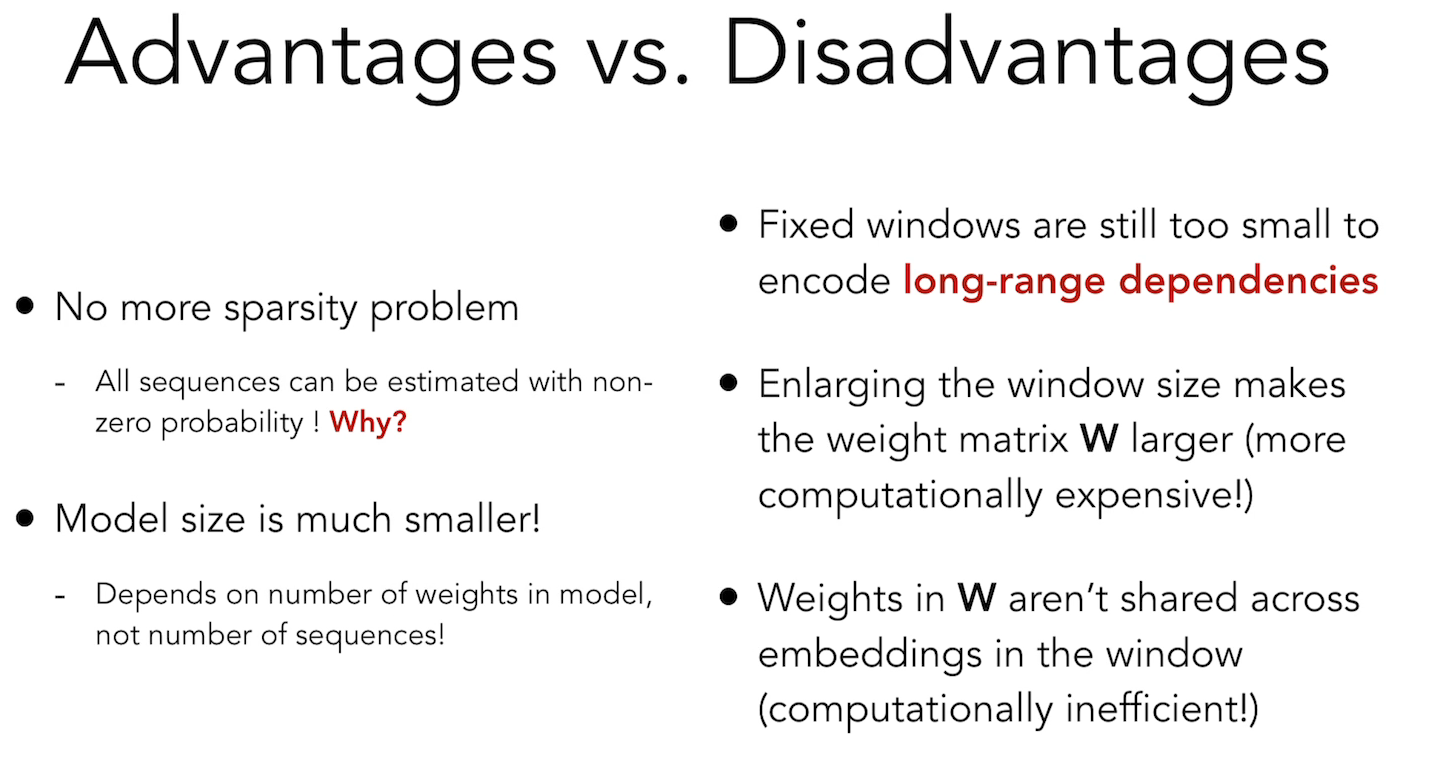 Advantages vs. Disadvantages
• No more sparsity problem
- All sequences can be estimated with non-
zero probability ! Why?
• Model size is much smaller!
- Depends on number of weights in model,
not number of sequences!
• Fixed windows are still too small to
encode long-range dependencies
• Enlarging the window size makes
the weight matrix W larger (more
computationally expensive!)
• Weights in W aren’t shared across
embeddings in the window
(computationally inefficient!)